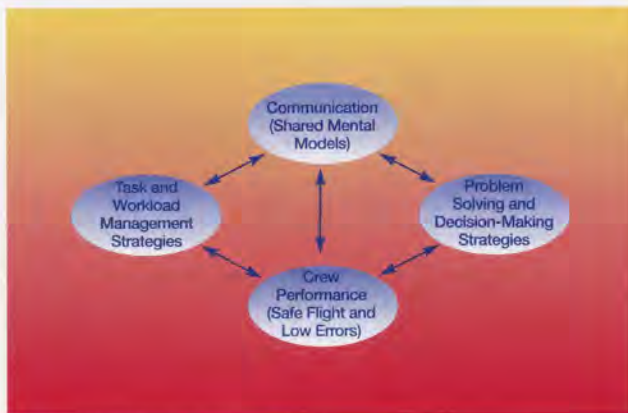 Communication
(Shared Mental
Models)
Task and
Workload
Management
Strategies
Problem
Solving and
Decision-Making
Strategies
Crew
Performance
(Safe Flight and
Low Errors)